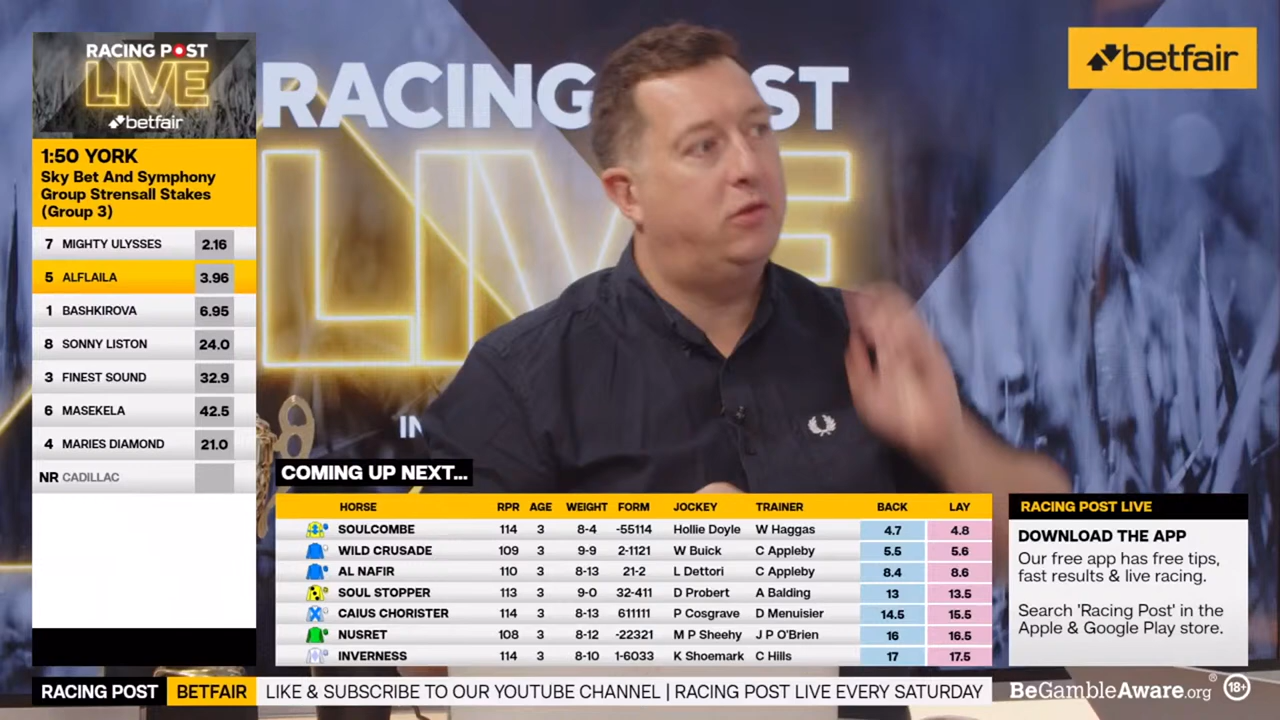 RACING POST
LIVE
betfair
1:50 YORK
Sky Bet And Symphony
Group Strensall Stakes
(Group 3)
7 MIGHTY ULYSSES 2.16
5 ALFLAILA 3.96
1 BASHKIROVA 6.95
8 SONNY LISTON 24.0
3 FINEST SOUND 32.9
6 MASEKELA 42.5
4 MARIES DIAMOND 21.0
NR CADILLAC
RACING ST
LIVE
IN
betfair
COMING UP NEXT...
HORSE RPR AGE WEIGHT FORM JOCKEY TRAINER BACK LAY
SOULCOMBE 114 3 8-4 -55114 Hollie Doyle W Haggas 4.7 4.8
WILD CRUSADE 109 3 9-9 2-1121 W Buick C Appleby 5.5 5.6
AL NAFIR 110 3 8-13 21-2 L Dettori C Appleby 8.4 8.6
SOUL STOPPER 113 3 9-0 32-411 D Probert A Balding 13 13.5
CAIUS CHORISTER 114 3 8-13 611111 P Cosgrave D Menuisier 14.5 15.5
NUSRET 108 3 8-12 -22321 M P Sheehy J P O'Brien 16 16.5
INVERNESS 114 3 8-10 1-6033 K Shoemark C Hills 17 17.5
RACING POST LIVE
DOWNLOAD THE APP
Our free app has free tips,
fast results & live racing.
Search 'Racing Post' in the
Apple & Google Play store.
RACING POST BETFAIR LIKE & SUBSCRIBE TO OUR YOUTUBE CHANNEL | RACING POST LIVE EVERY SATURDAY BeGambleAware.org® 18+